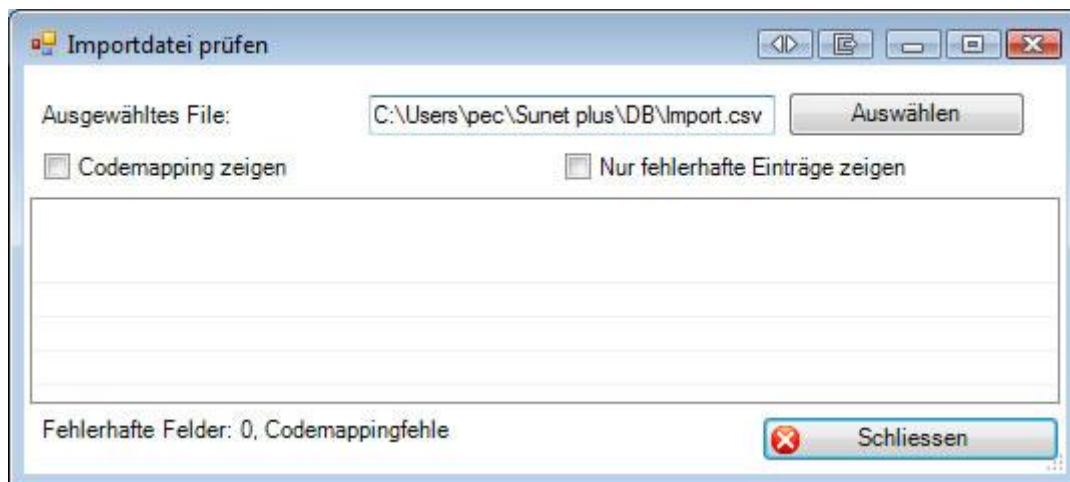 Importdatei prüfen
Ausgewähltes File: C:\Users\pec\Sunet plus\DB\Import.csv Auswählen
Codemapping zeigen Nur fehlerhafte Einträge zeigen
Fehlerhafte Felder: 0, Codemappingfehle Schliessen